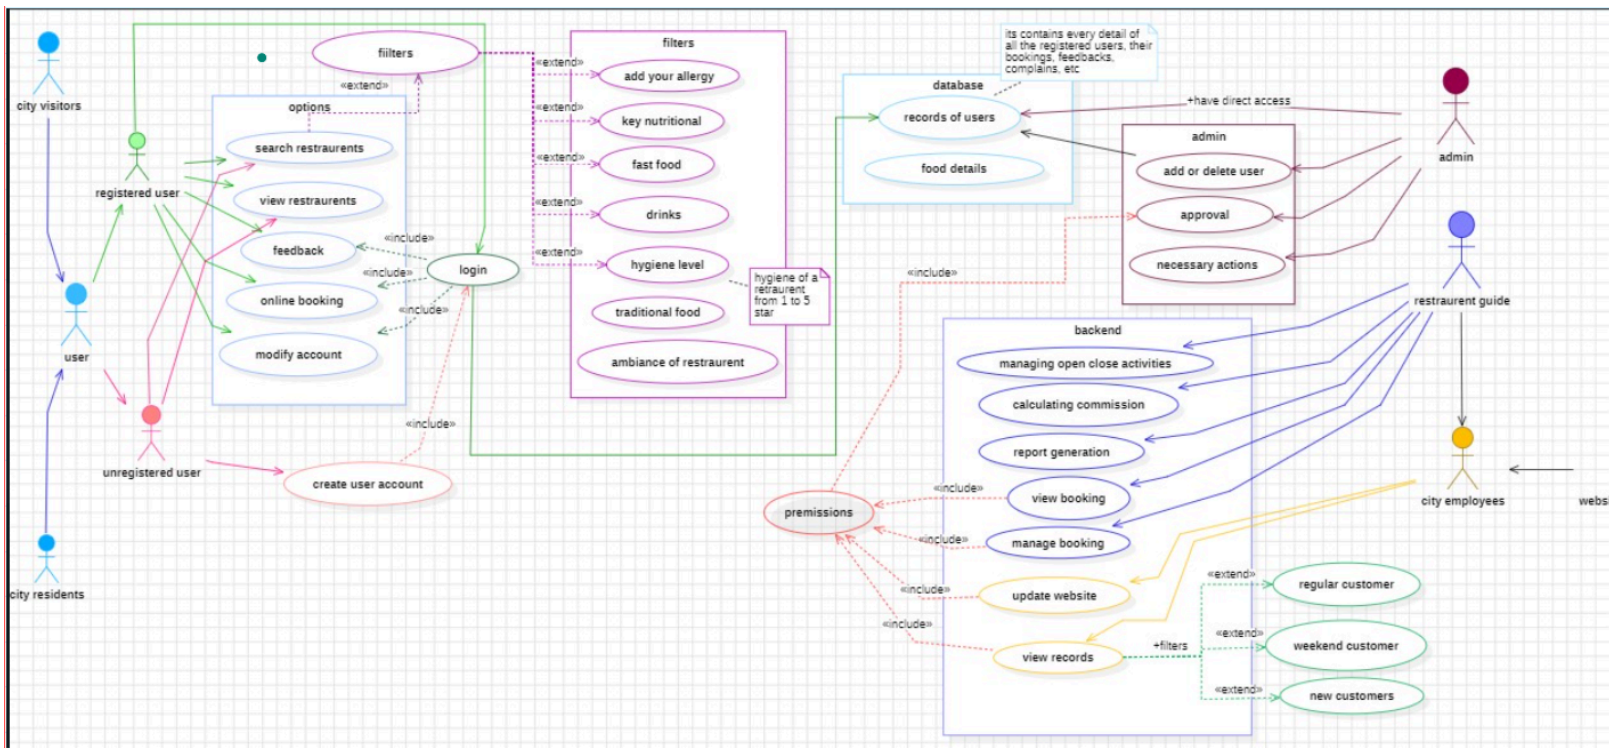 its contains every detail of
all the registered users, their
bookings, feedbacks,
complains, etc
city visitors
fiilters
«extend»
options
search restraurents
view restraurents
feedback
online booking
modify account
registered user
user
unregistered user
city residents
create user account
login
«include»
«include»
«include»
«include»
filters
«extend»
add your allergy
«extend»
key nutritional
«extend»
fast food
«extend»
drinks
«extend»
hygiene level
traditional food
ambiance of restraurent
hygiene of a
retraurent
from 1 to 5
star
database
records of users
food details
+have direct access
admin
admin
add or delete user
approval
necessary actions
«include»
restraurent guide
backend
managing open close activities
calculating commission
report generation
view booking
manage booking
update website
view records
premissions
«include»
«include»
«include»
«include»
city employees
websi
+filters
«extend»
regular customer
«extend»
weekend customer
«extend»
new customers